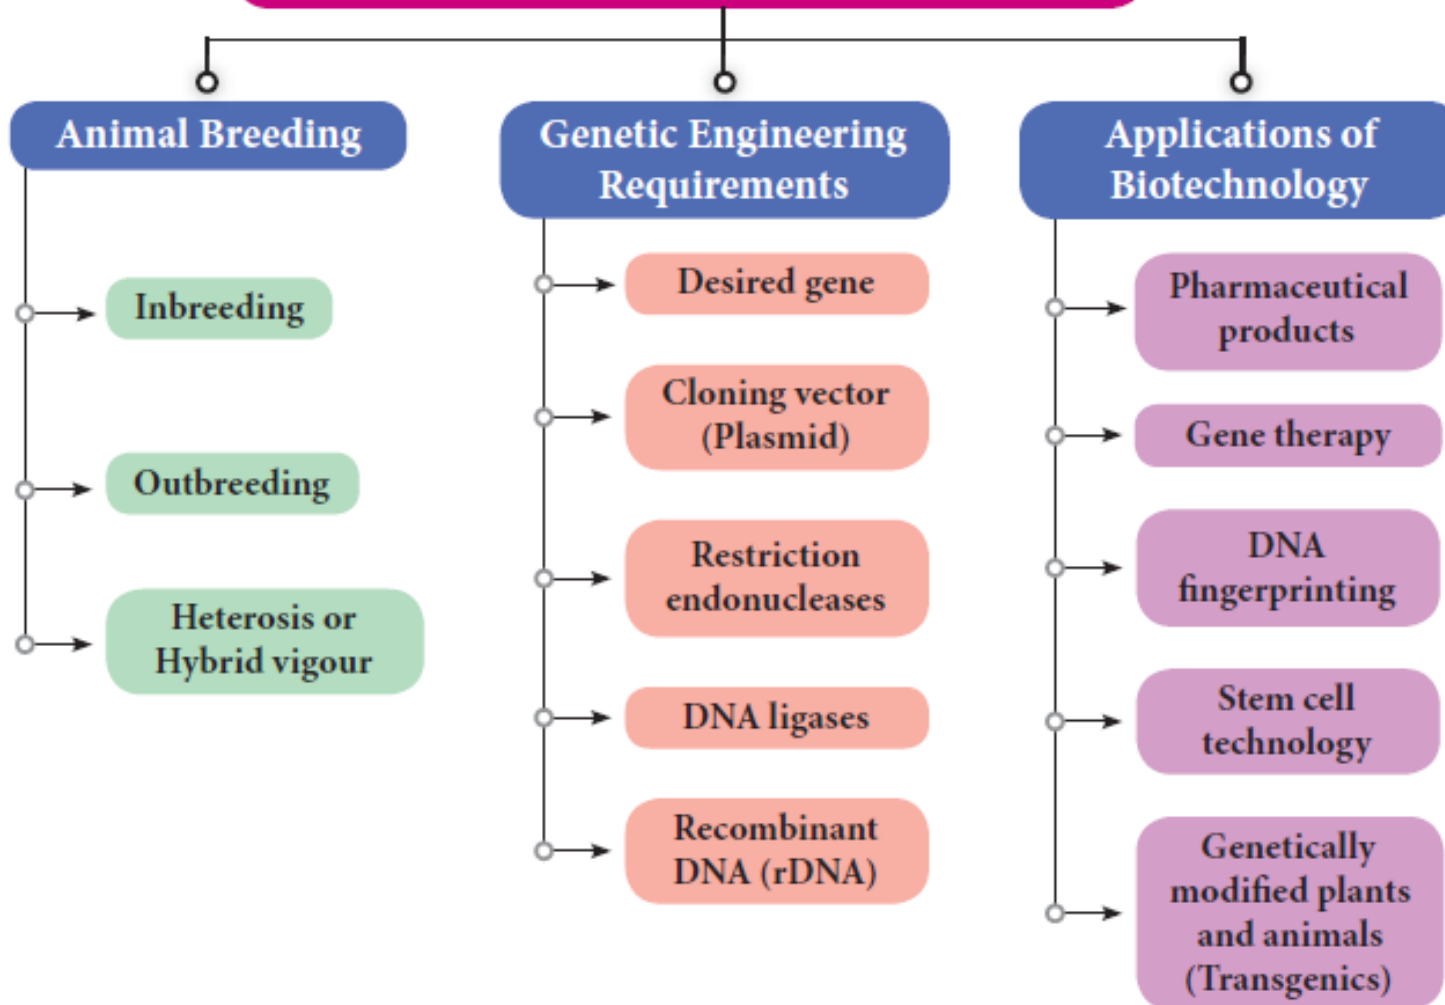 Animal Breeding
Inbreeding
Outbreeding
Heterosis or
Hybrid vigour
Genetic Engineering
Requirements
Desired gene
Cloning vector
(Plasmid)
Restriction
endonucleases
DNA ligases
Recombinant
DNA (rDNA)
Applications of
Biotechnology
Pharmaceutical
products
Gene therapy
DNA
fingerprinting
Stem cell
technology
Genetically
modified plants
and animals
(Transgenics)